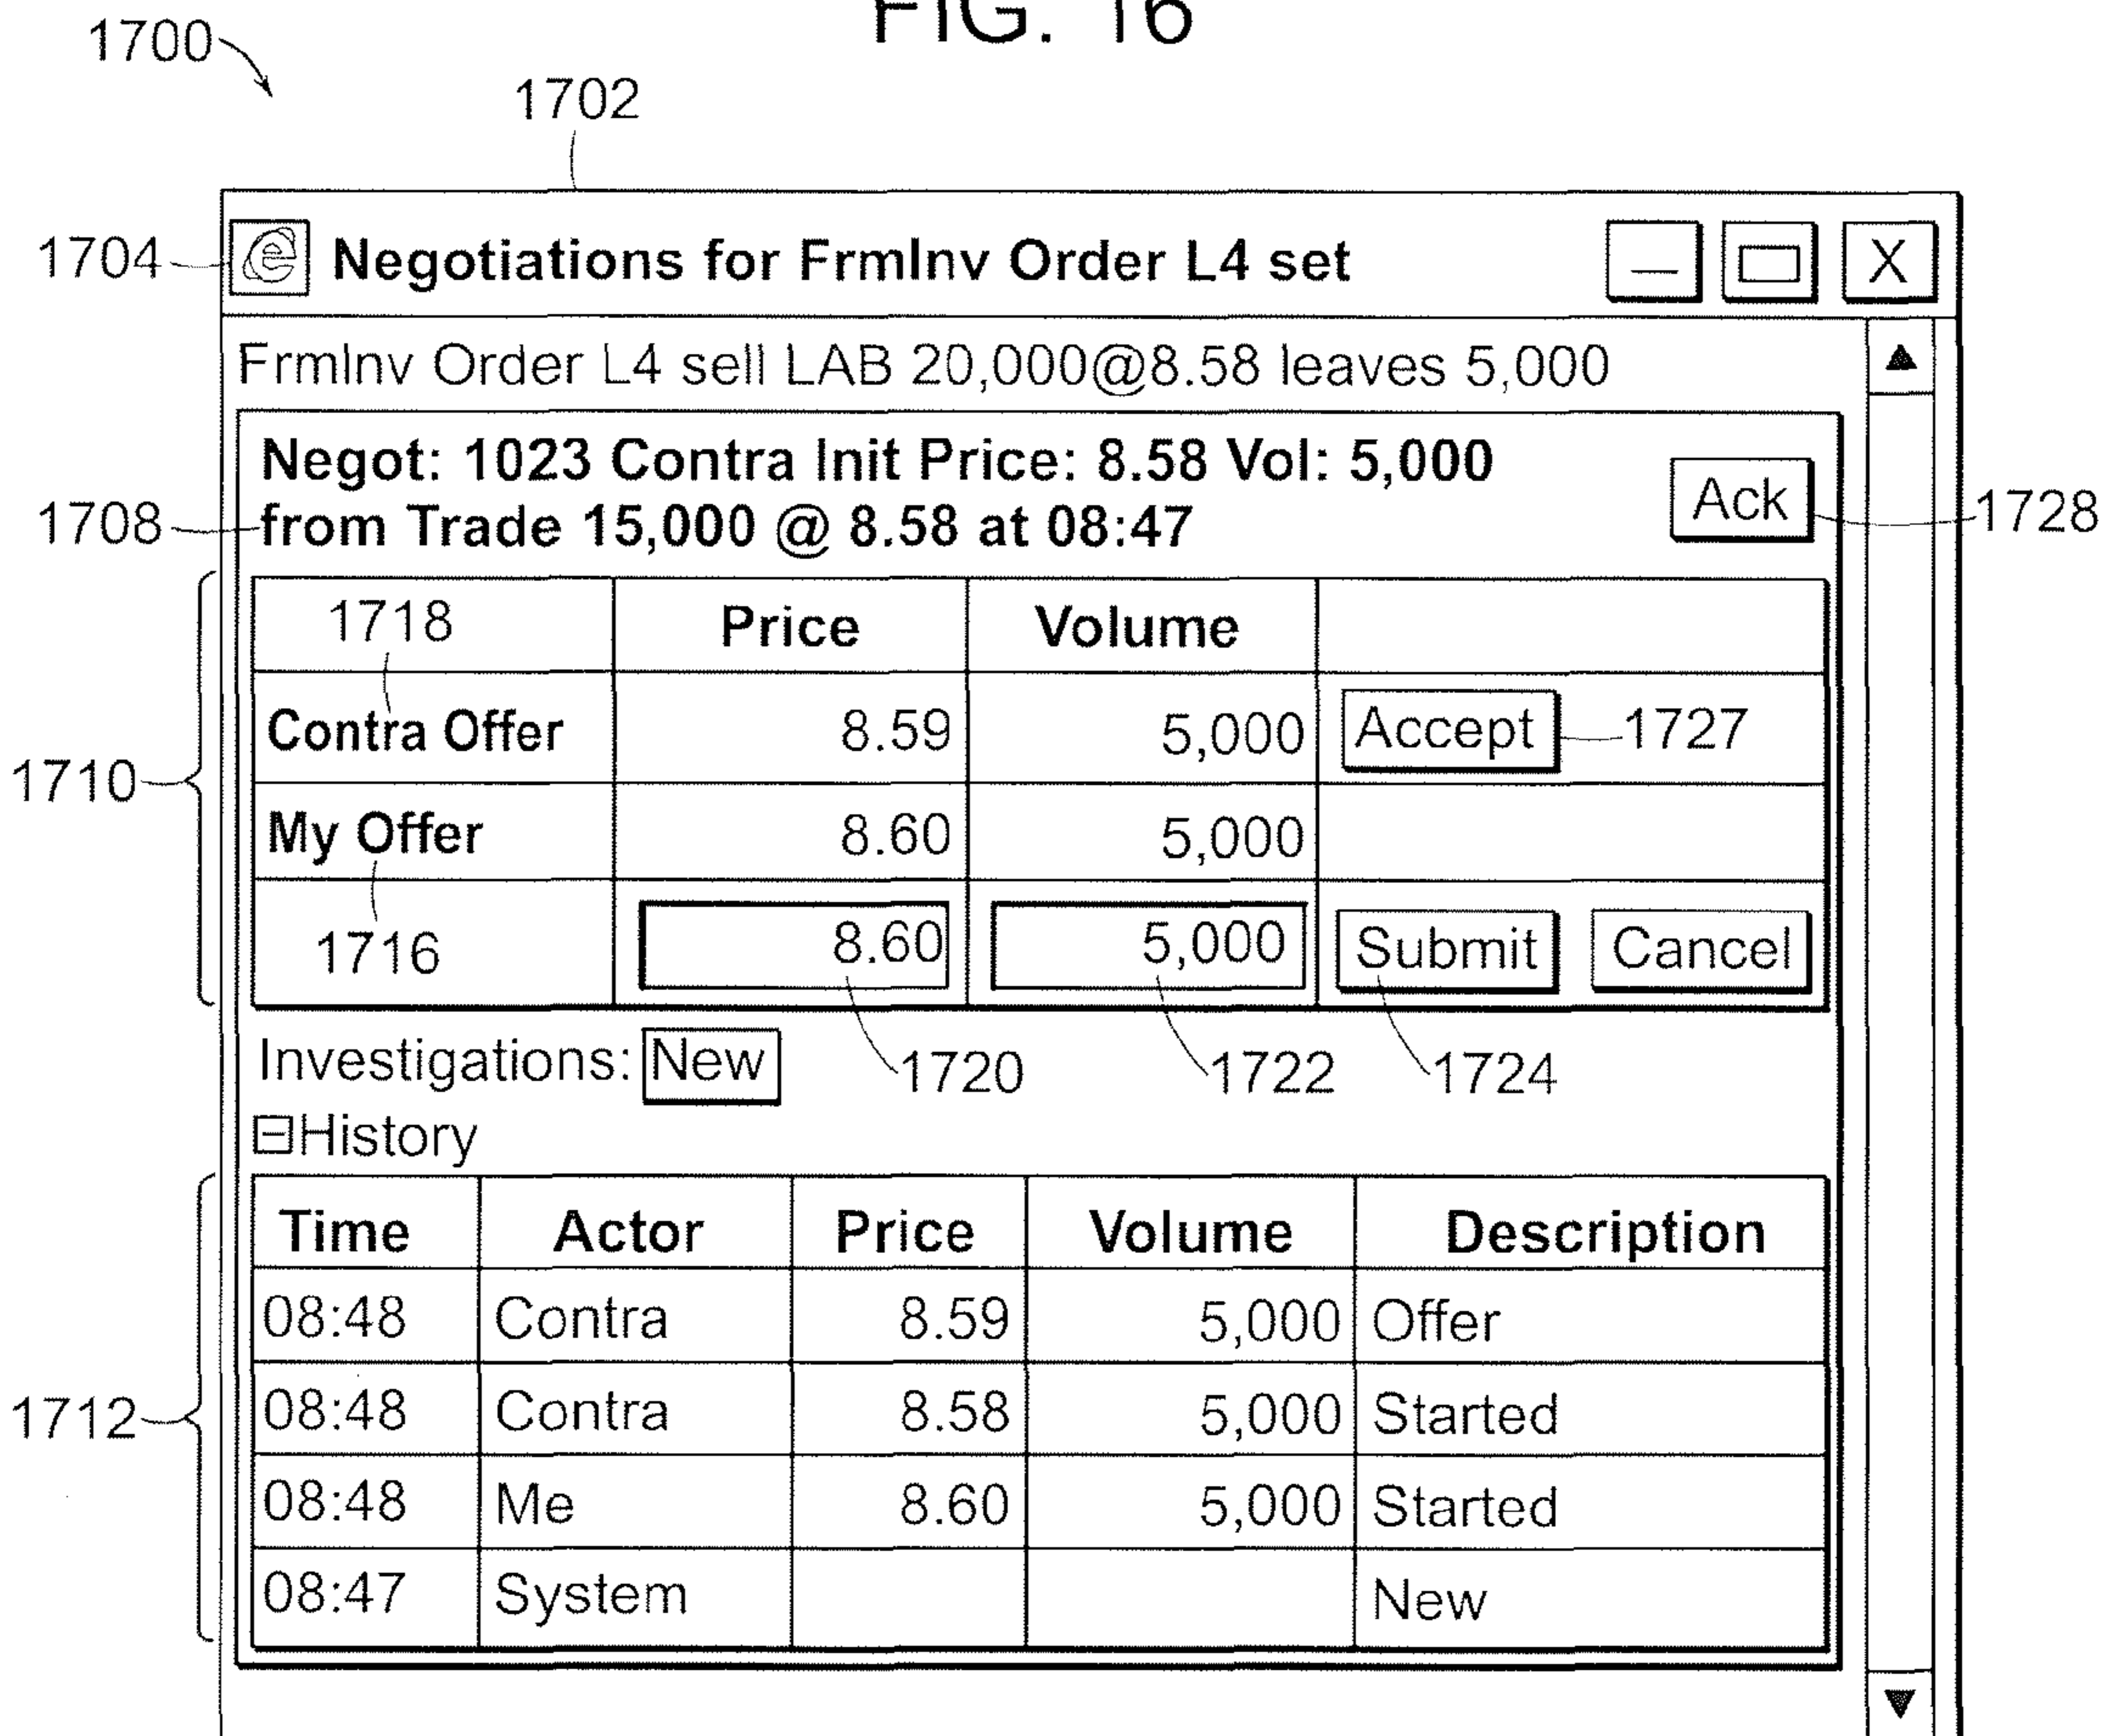 FIG. 16
1700
1702
1704
Negotiations for FrmInv Order L4 set
X
FrmInv Order L4 sell LAB 20,000@8.58 leaves 5,000
Negot: 1023 Contra Init Price: 8.58 Vol: 5,000
Ack
1708
from Trade 15,000 @ 8.58 at 08:47
1728
1718 Price Volume
Contra Offer 8.59 5,000 Accept 1727
1710
My Offer 8.60 5,000
1716 8.60 5,000 Submit Cancel
Investigations: New 1720 1722 1724
History
Time Actor Price Volume Description
08:48 Contra 8.59 5,000 Offer
1712
08:48 Contra 8.58 5,000 Started
08:48 Me 8.60 5,000 Started
08:47 System New